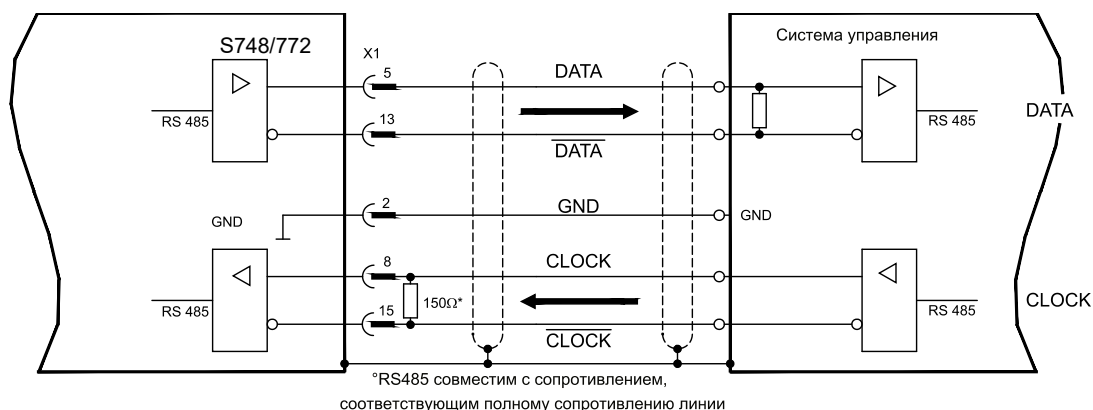 S748/772
X1
Система управления
5
DATA
RS 485
RS 485
DATA
13
DATA
2
GND
GND
GND
8
CLOCK
150Ω*
RS 485
RS 485
CLOCK
15
CLOCK
°RS485 совместим с сопротивлением,
соответствующим полному сопротивлению линии